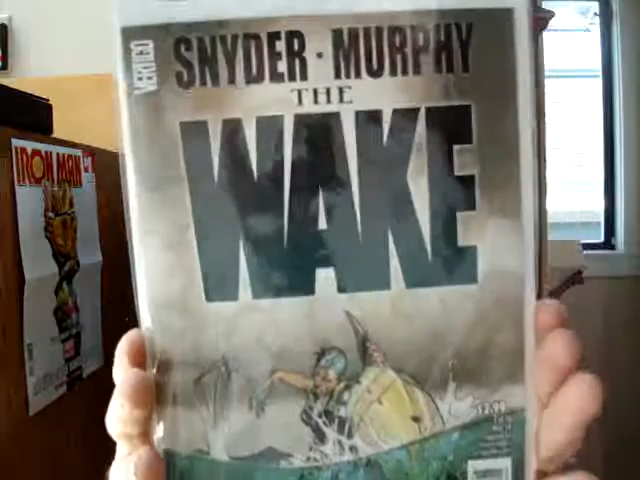 VERTIGO
SNYDER · MURPHY
THE
WAKE
IRON MAN